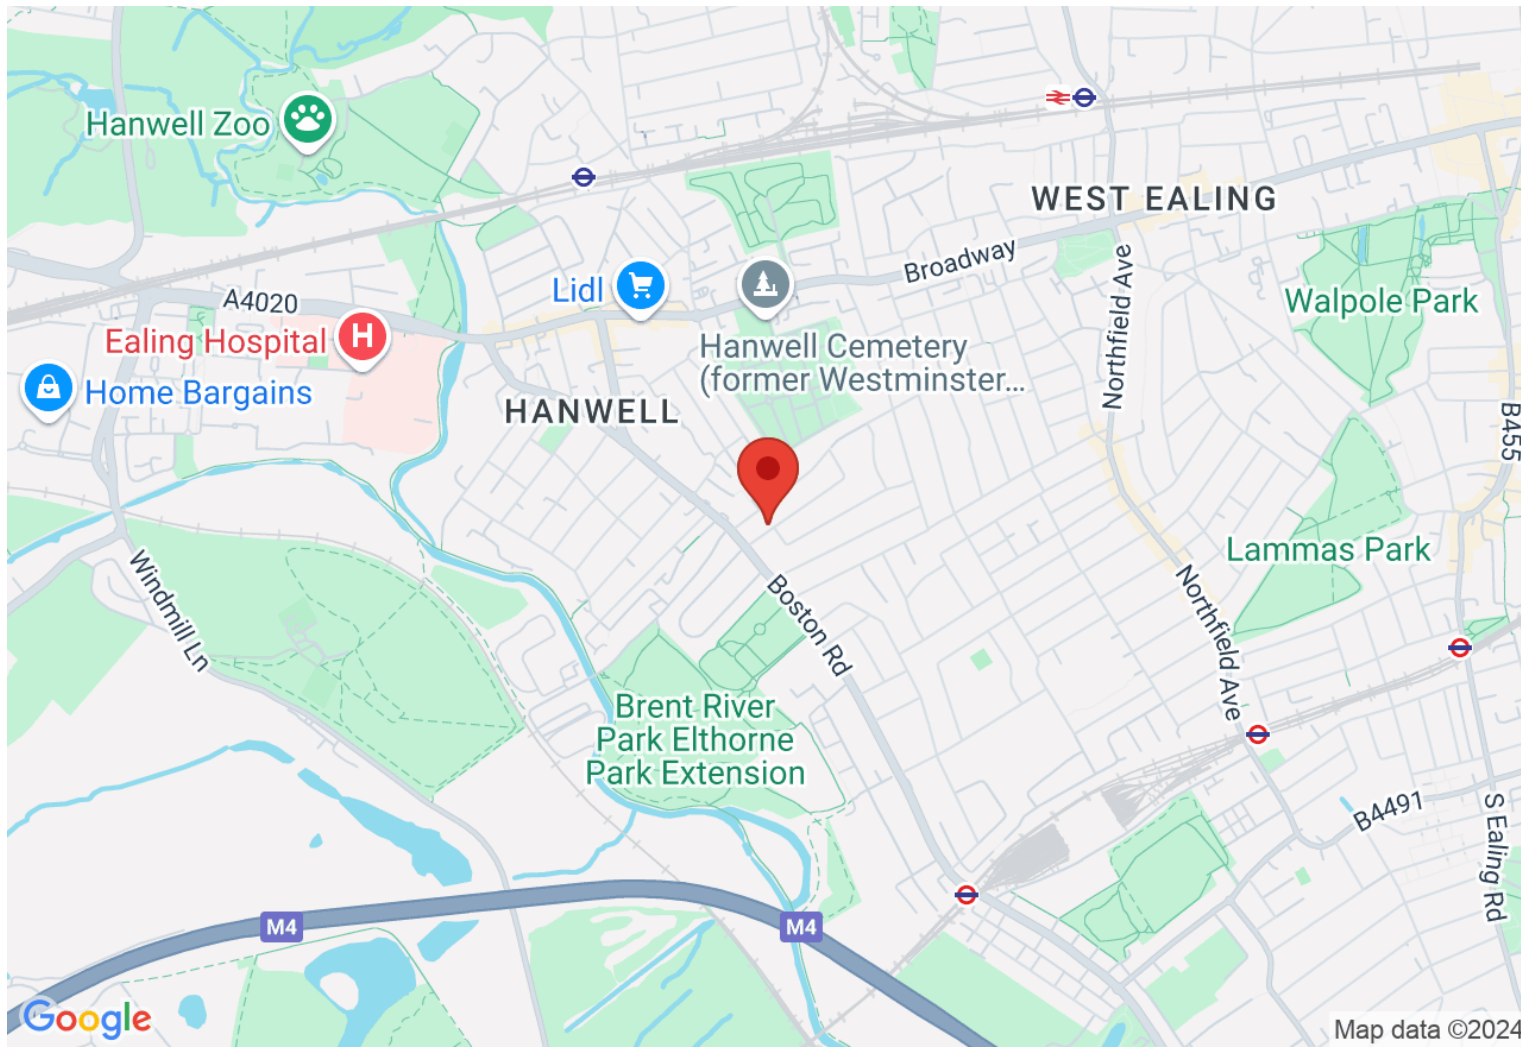 Hanwell Zoo
WEST EALING
Broadway
Northfield Ave
Walpole Park
A4020
Lidl
Ealing Hospital
H
Home Bargains
Hanwell Cemetery
(former Westminster...
HANWELL
B455
Lammas Park
Windmill Ln
Boston Rd
Northfield Ave
Brent River
Park Elthorne
Park Extension
B4491
S Ealing Rd
M4
M4
Google
Map data ©2024